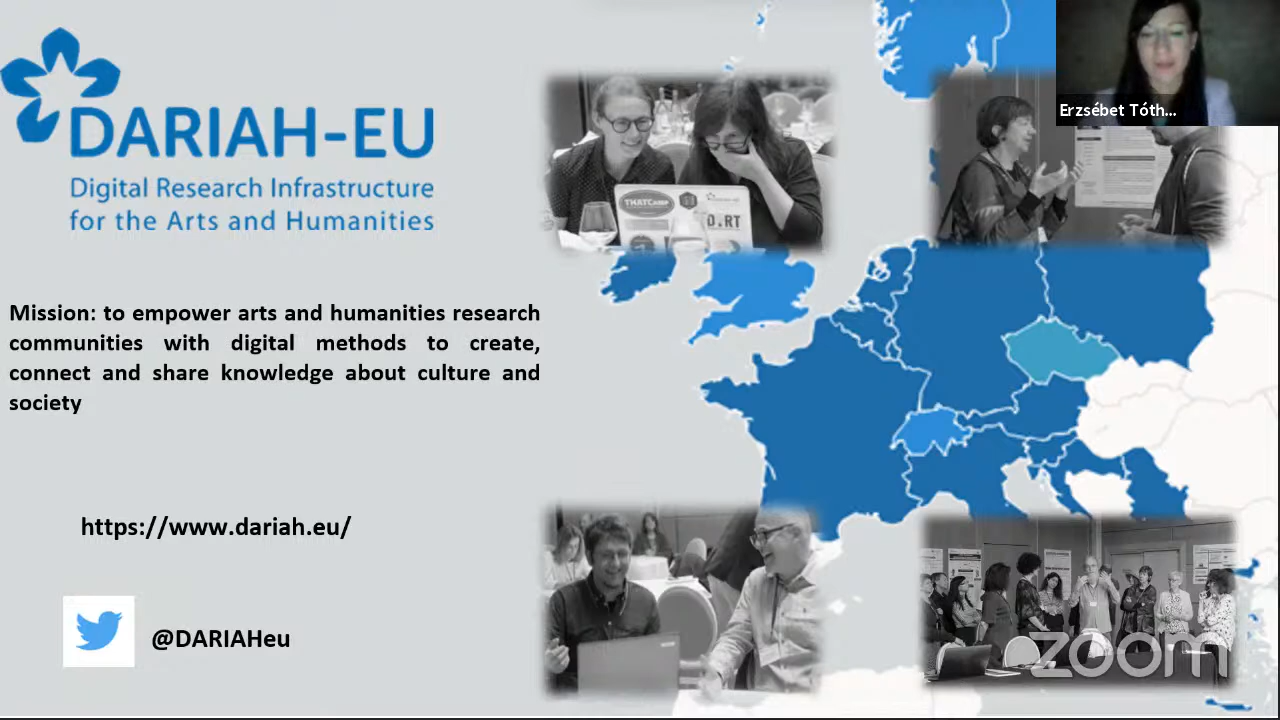 DARIAH-EU
Digital Research Infrastructure
for the Arts and Humanities
Mission: to empower arts and humanities research
communities with digital methods to create,
connect and share knowledge about culture and
society
https://www.dariah.eu/
@DARIAHeu
Erzsébet Tóth...
THATCamp
zoom